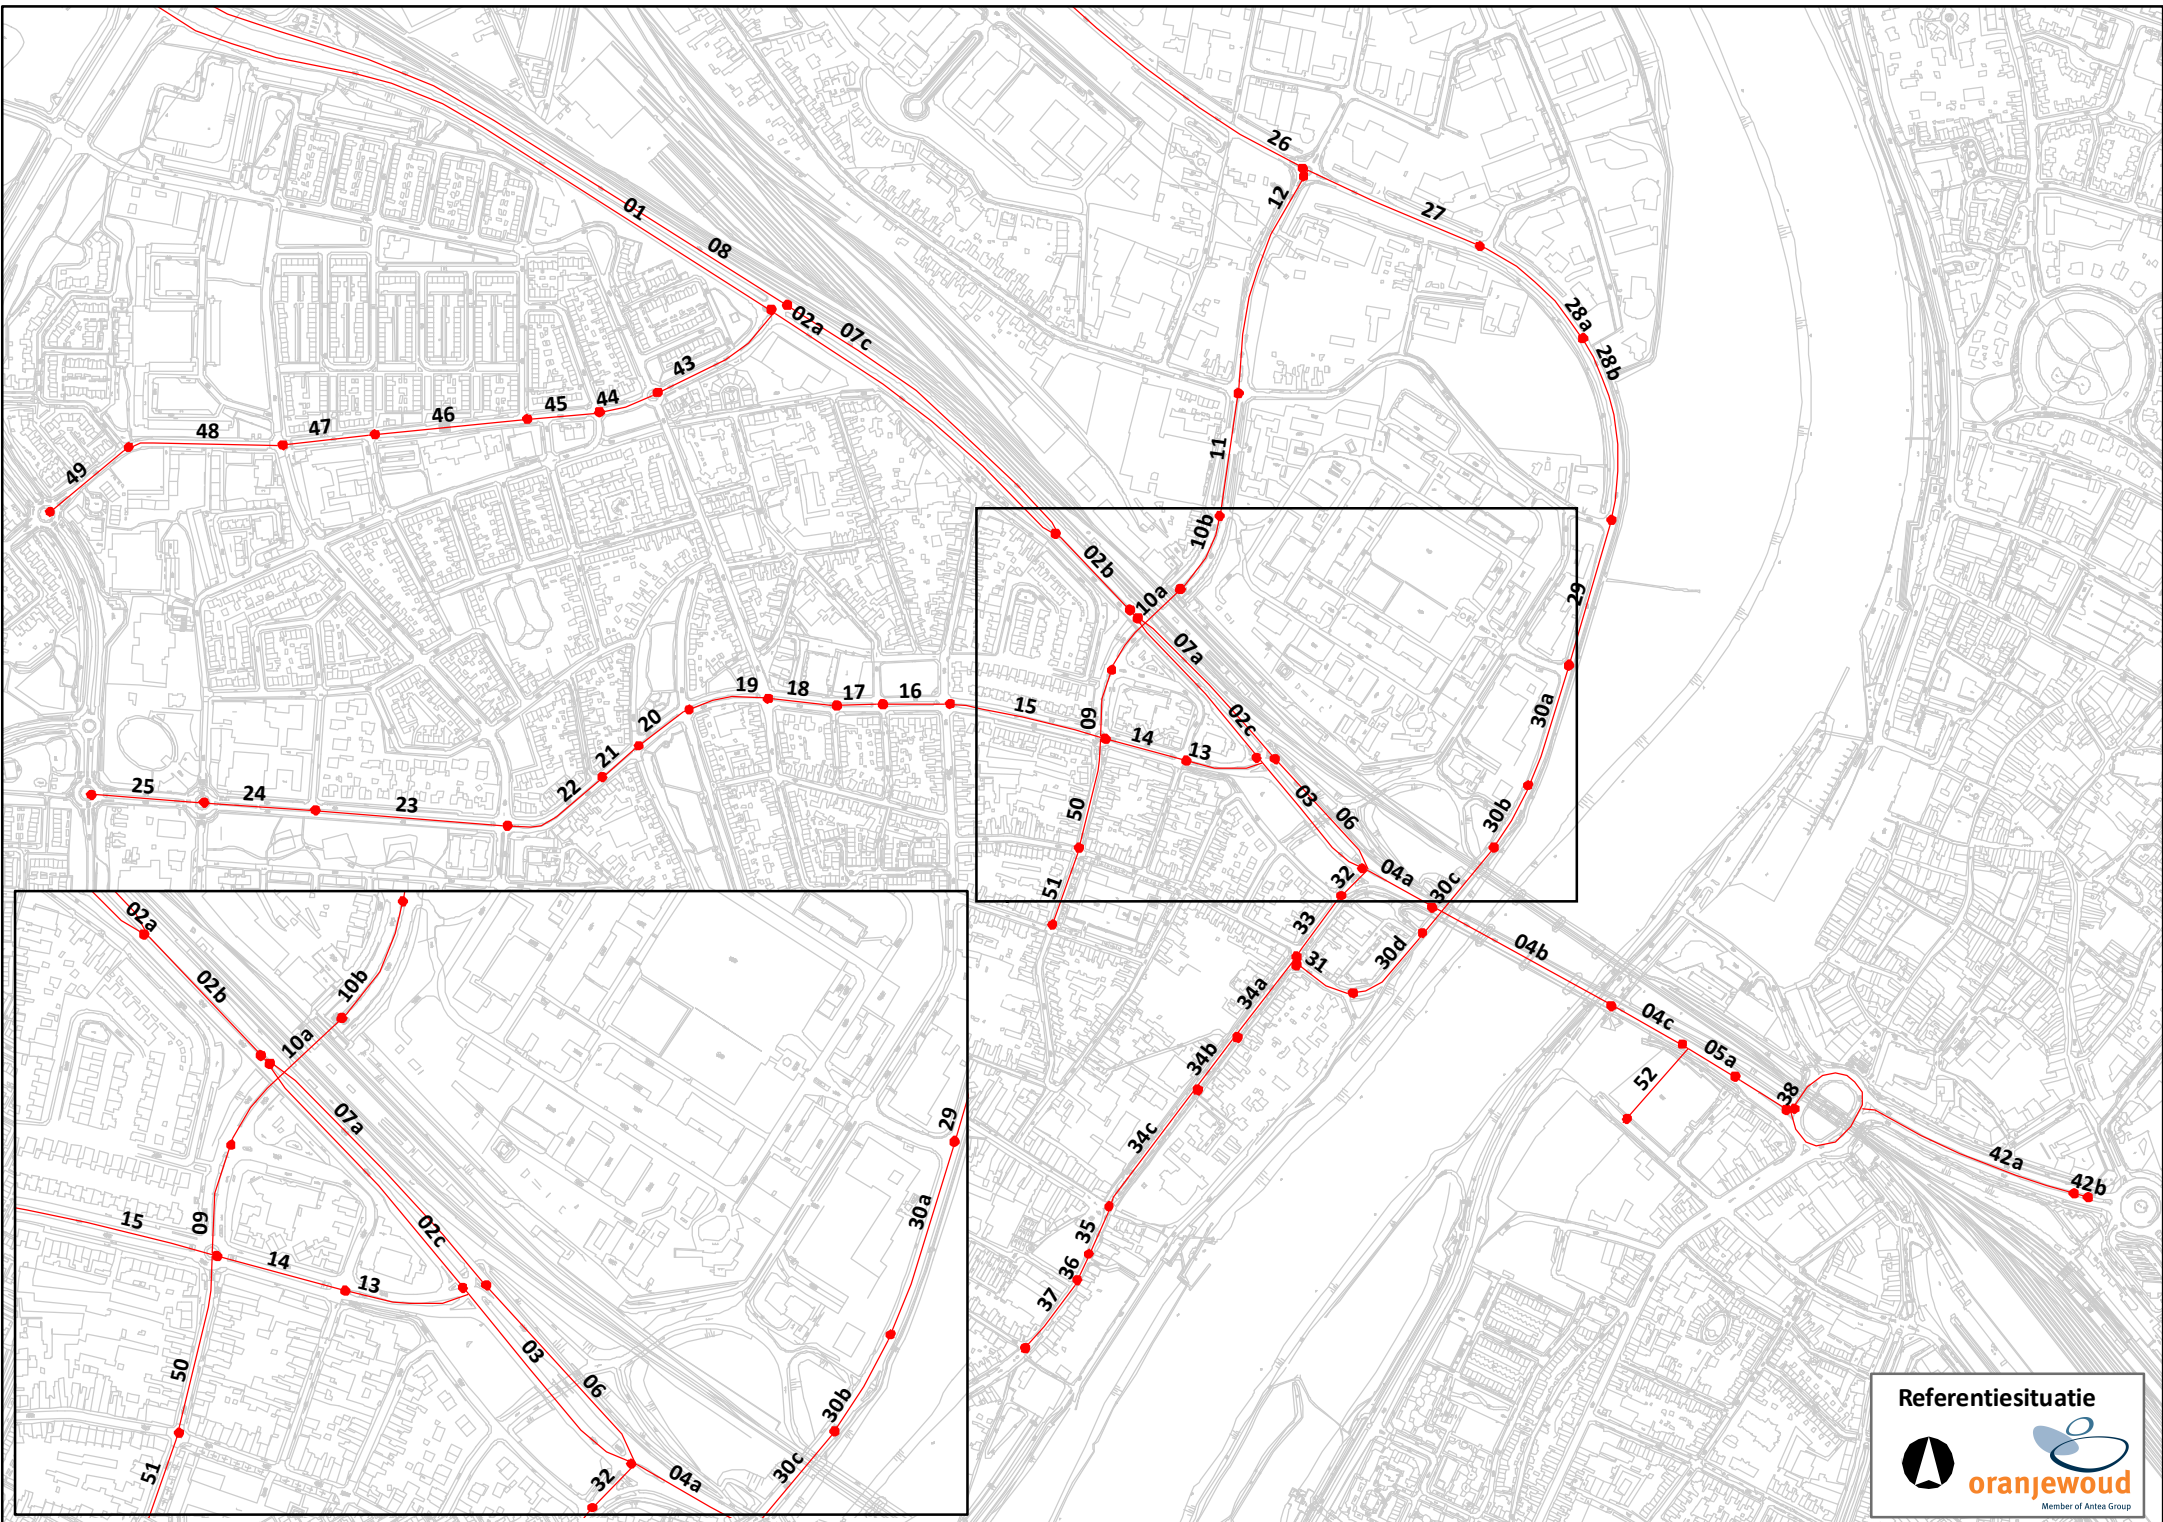 26
12
27
01
08
28a
02a
07c
28b
43
44
45
46
47
48
49
11
10b
02b
10a
29
07a
19
18
17
16
15
09
14
13
02c
30a
20
21
22
25
24
23
50
03
06
30b
51
32
04a
30c
33
31
30d
04b
34a
04c
05a
52
38
34b
34c
42a
42b
35
36
37
02a
02b
10b
10a
07a
29
15
09
14
13
02c
30a
50
03
06
30b
51
32
04a
30c
Referentiesituatie
oranjewoud
Member of Antea Group